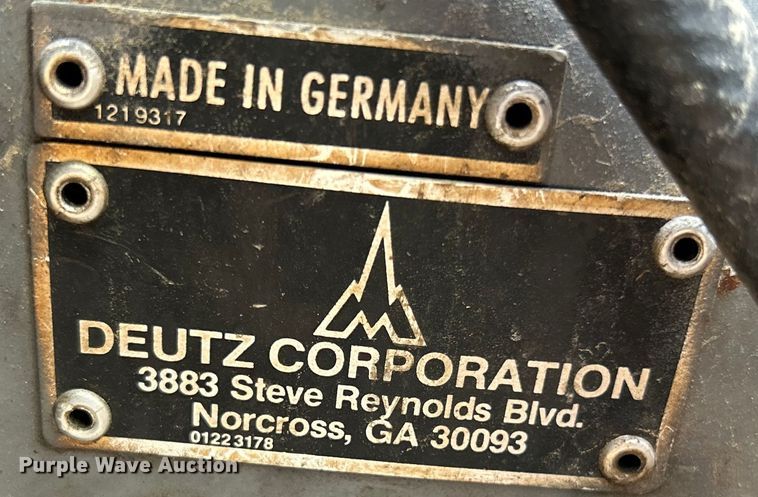 MADE IN GERMANY
1219317
DEUTZ CORPORATION
3883 Steve Reynolds Blvd.
Norcross, GA 30093
01223178
Purple Wave Auction